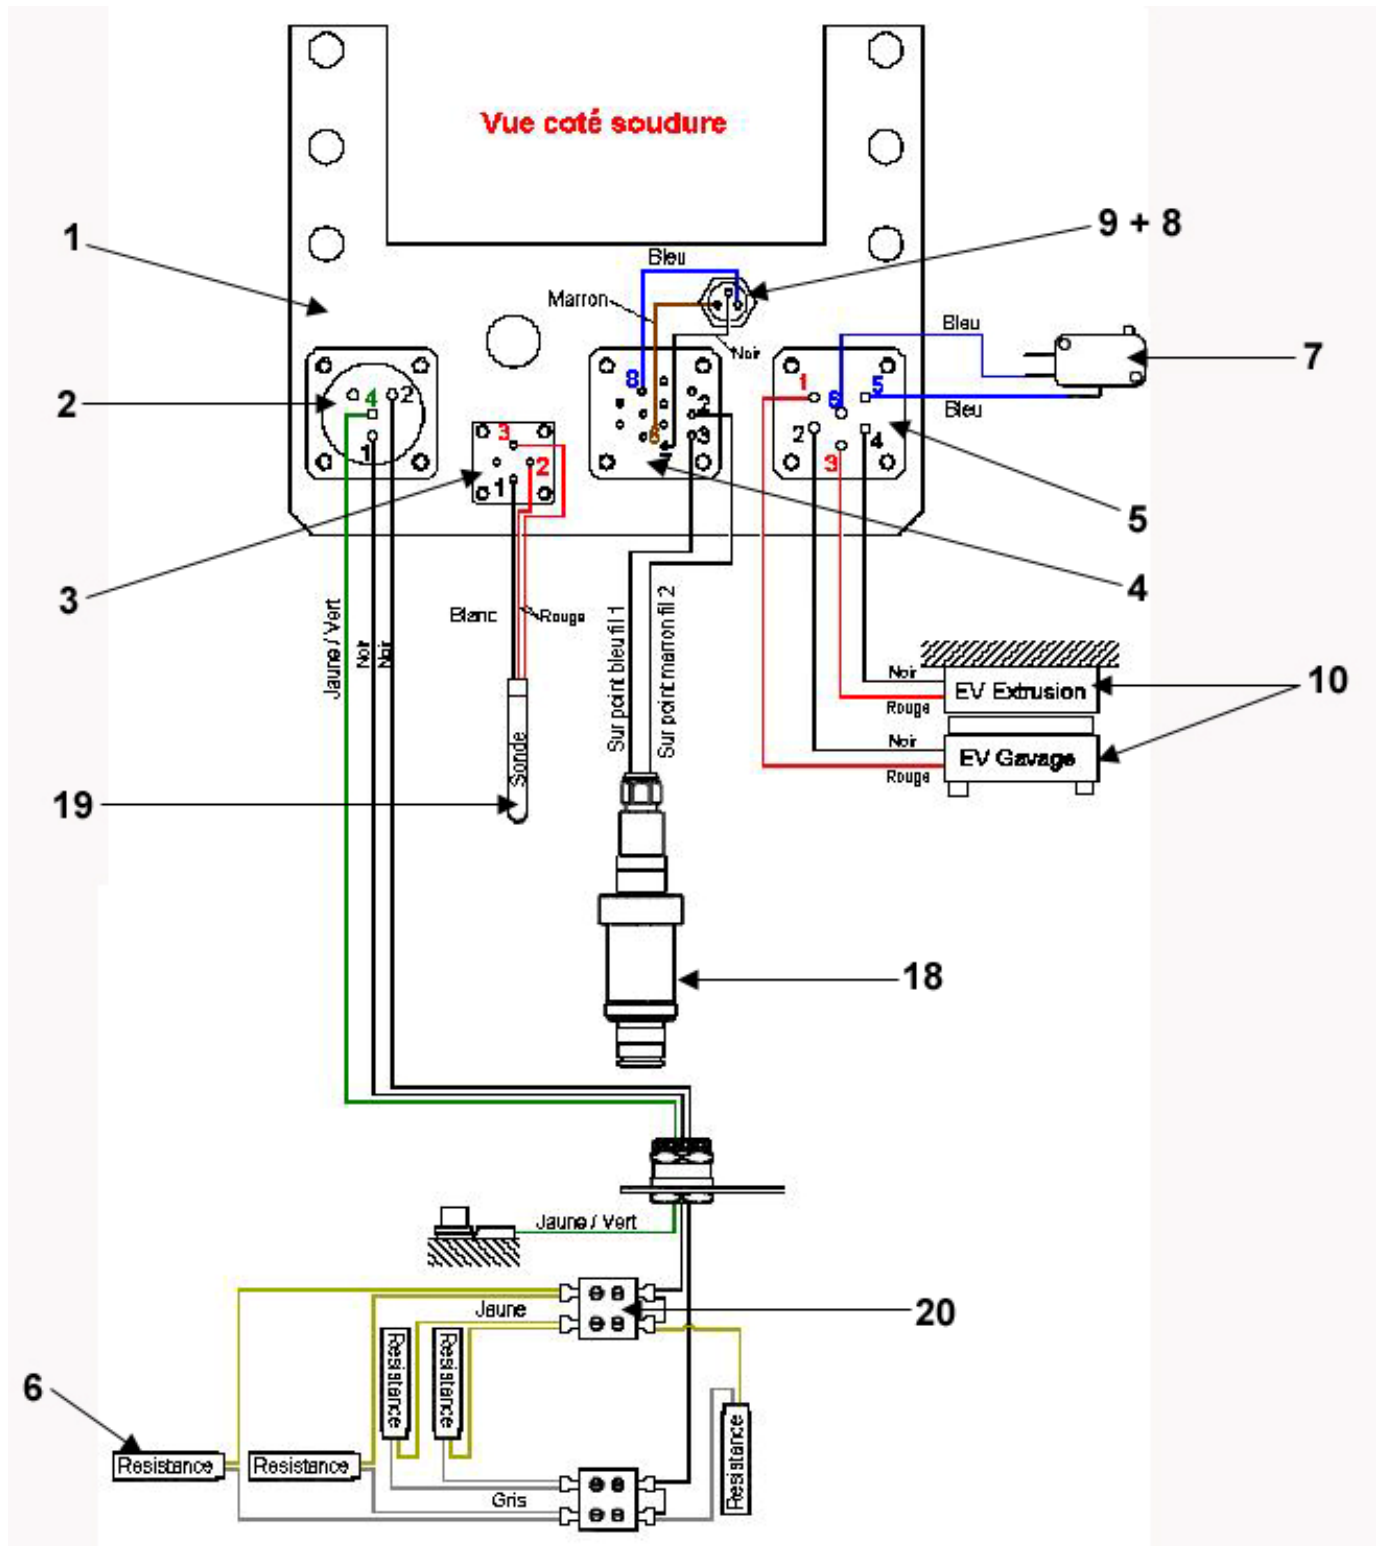 Vue coté soudure
9 + 8
1
Bleu
Marron
Noir
Bleu
7
2
4
2
1
8
2
3
1
6
5
Bleu
2
4
3
5
3
3
2
1
4
Blanc
Rouge
Jaune / Vert
Noir
Noir
Sur point bleu fil 1
Sur point marron fil 2
Noir
EV Extrusion
Rouge
10
Noir
EV Gavage
Rouge
Sonde
19
18
Jaune / Vert
20
Jaune
Resistance
Resistance
6
Resistance
Resistance
Resistance
Gris